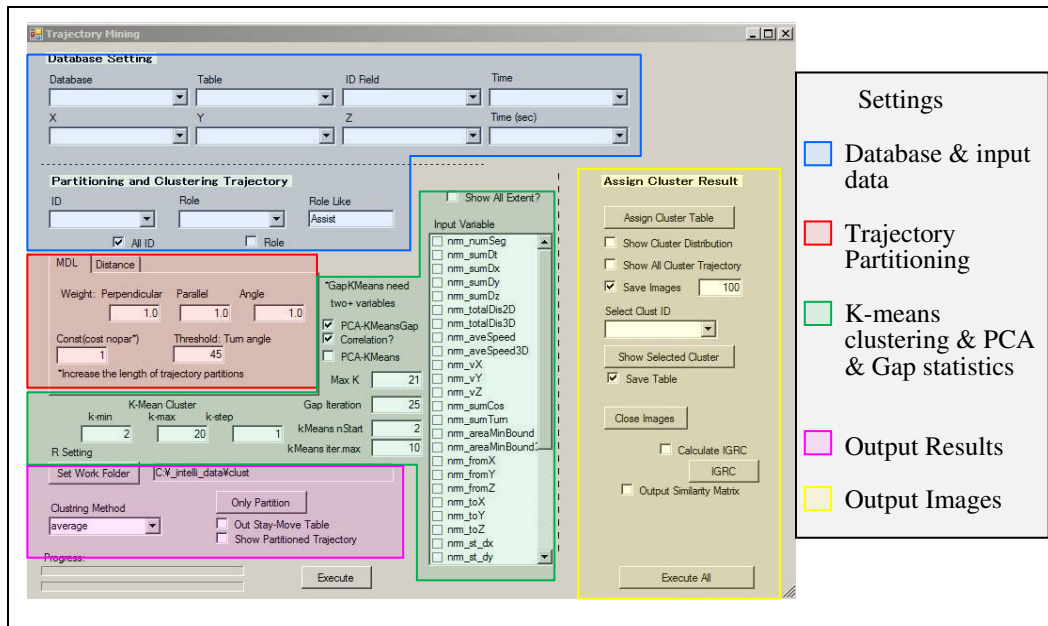 Trajectory Mining
Database Setting
Database
Table
ID Field
Time
X
Y
Z
Time (sec)
Partitioning and Clustering Trajectory
ID
Role
Role Like
Assist
All ID
Role
MDL
Distance
Weight: Perpendicular
Parallel
Angle
1.0
1.0
1.0
Const(cost nopar*)
Threshold: Turn angle
1
45
*Increase the length of trajectory partitions
*GapKMeans need
two+ variables
PCA-KMeansGap
Correlation?
PCA-KMeans
Max K
21
Gap Iteration
25
kMeans nStart
2
kMeans iter.max
10
K-Mean Cluster
k-min
k-max
k-step
2
20
1
R Setting
Set Work Folder
C:¥_intelli_data¥clust
Clustring Method
average
Only Partition
Out Stay-Move Table
Show Partitioned Trajectory
Progress:
Execute
Show All Extent?
Input Variable
nrm_numSeg
nrm_sumDt
nrm_sumDx
nrm_sumDy
nrm_sumDz
nrm_totalDis2D
nrm_totalDis3D
nrm_aveSpeed
nrm_aveSpeed3D
nrm_vX
nrm_vY
nrm_vZ
nrm_sumCos
nrm_sumTurn
nrm_areaMinBound
nrm_areaMinBound
nrm_fromX
nrm_fromY
nrm_fromZ
nrm_toX
nrm_toY
nrm_toZ
nrm_st_dx
nrm_st_dy
Assign Cluster Result
Assign Cluster Table
Show Cluster Distribution
Show All Cluster Trajectory
Save Images
100
Select Clust ID
Show Selected Cluster
Save Table
Close Images
Calculate IGRC
IGRC
Output Similarity Matrix
Execute All
Settings
Database & input
data
Trajectory
Partitioning
K-means
clustering & PCA
& Gap statistics
Output Results
Output Images